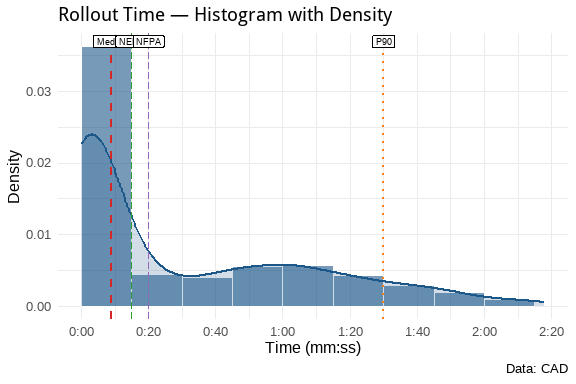 Rollout Time — Histogram with Density
Med NE NFPA P90
0.03
0.02
0.01
0.00
Density
0:00 0:20 0:40 1:00 1:20 1:40 2:00 2:20
Time (mm:ss)
Data: CAD